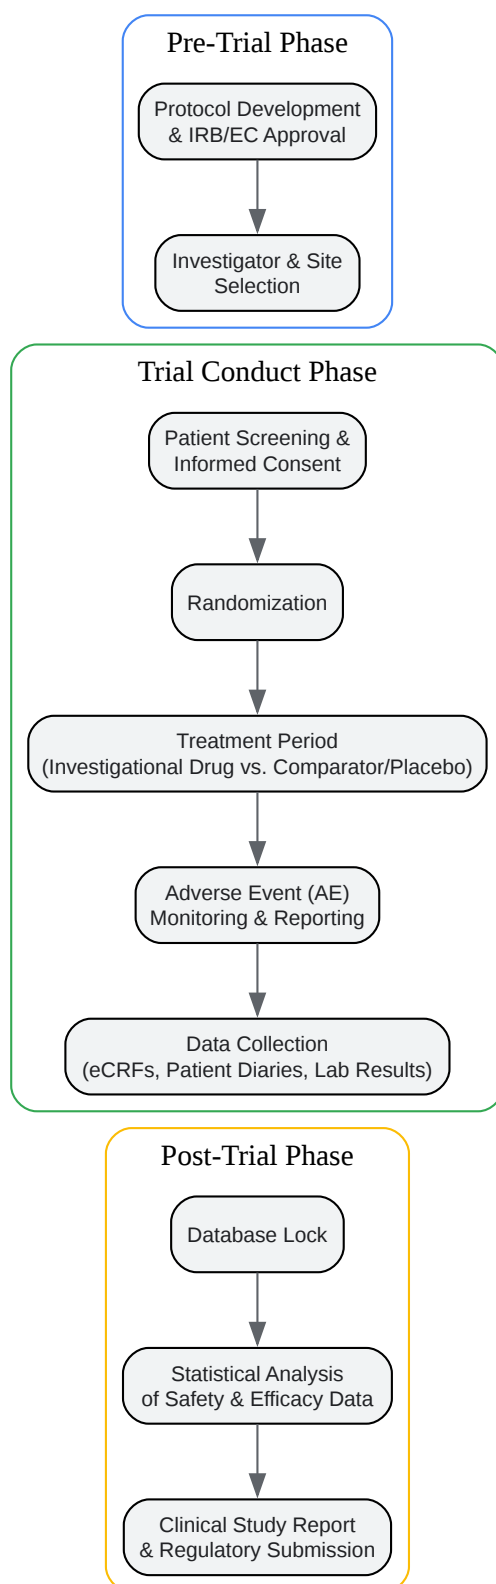 Pre-Trial Phase
Protocol Development
& IRB/EC Approval
Investigator & Site
Selection
Trial Conduct Phase
Patient Screening &
Informed Consent
Randomization
Treatment Period
(Investigational Drug vs. Comparator/Placebo)
Adverse Event (AE)
Monitoring & Reporting
Data Collection
(eCRFs, Patient Diaries, Lab Results)
Post-Trial Phase
Database Lock
Statistical Analysis
of Safety & Efficacy Data
Clinical Study Report
& Regulatory Submission